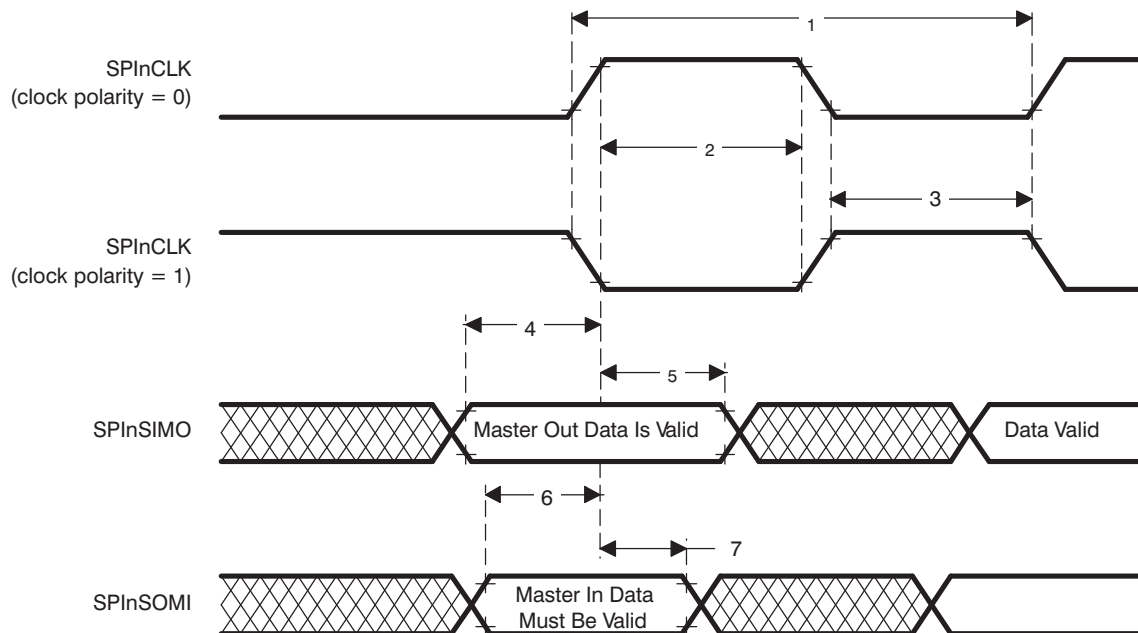 1
SPInCLK
(clock polarity = 0)
2
3
SPInCLK
(clock polarity = 1)
4
5
SPInSIMO
Master Out Data Is Valid
Data Valid
6
7
SPInSOMI
Master In Data
Must Be Valid